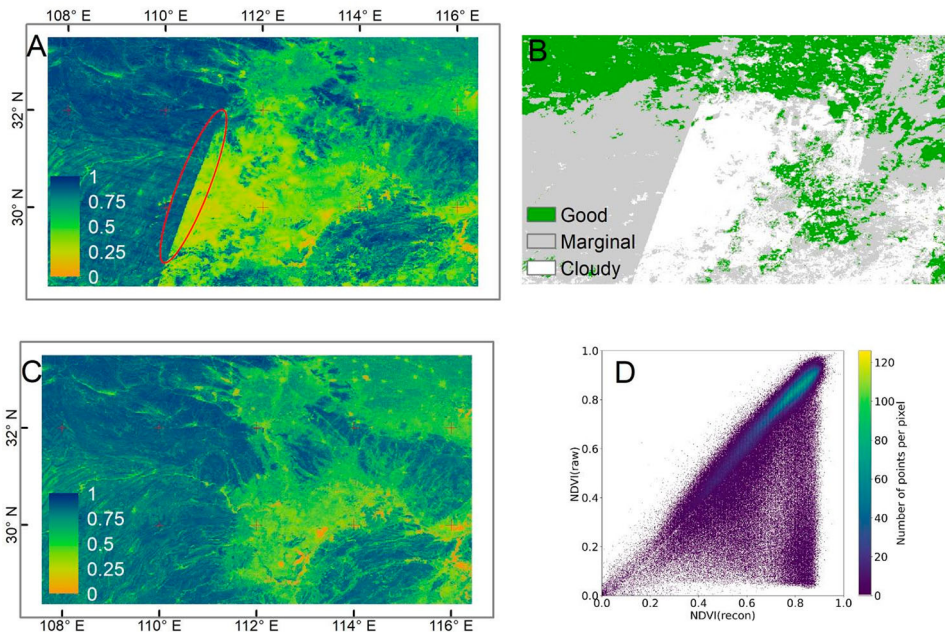 108° E 110° E 112° E 114° E 116° E
A
32° N
30° N
1
0.75
0.5
0.25
0
B
Good
Marginal
Cloudy
C
32° N
30° N
1
0.75
0.5
0.25
0
108° E 110° E 112° E 114° E 116° E
D
1.0
0.8
0.6
0.4
0.2
0.0
NDVI(raw)
0.0 0.2 0.4 0.6 0.8 1.0
NDVI(recon)
120
100
80
60
40
20
0
Number of points per pixel